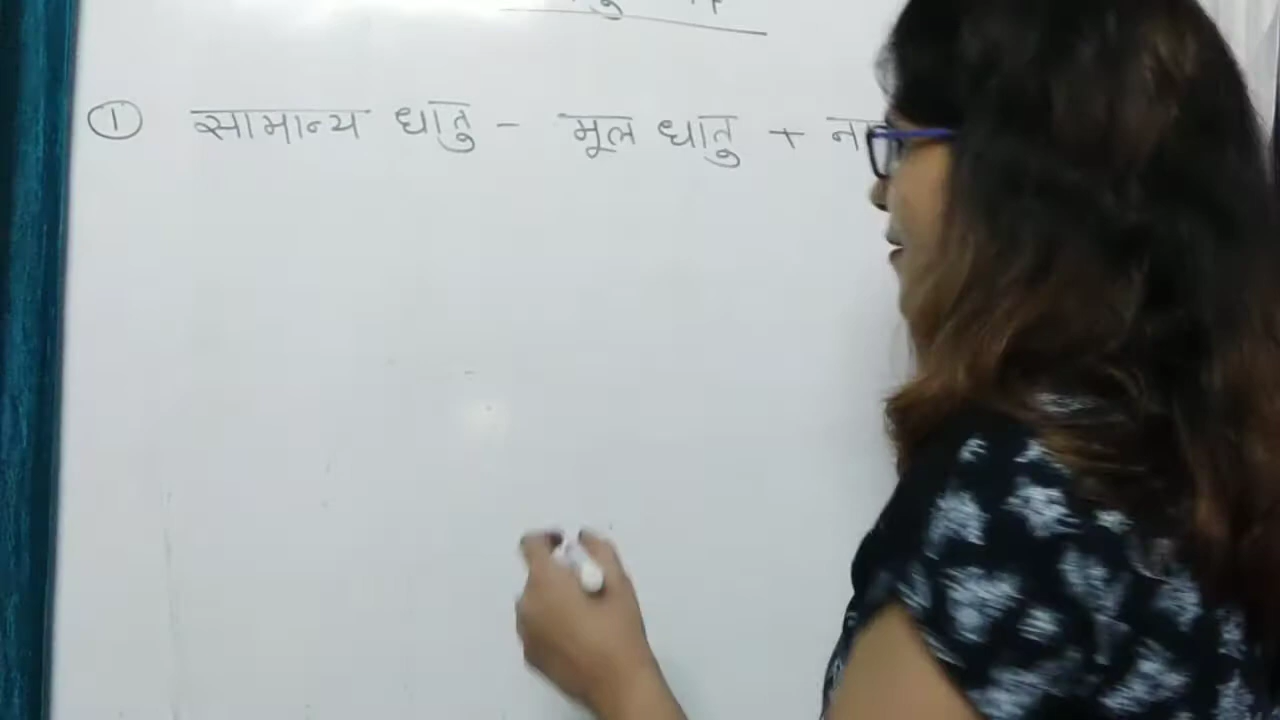 ① सामान्य धातु - मूल धातु +